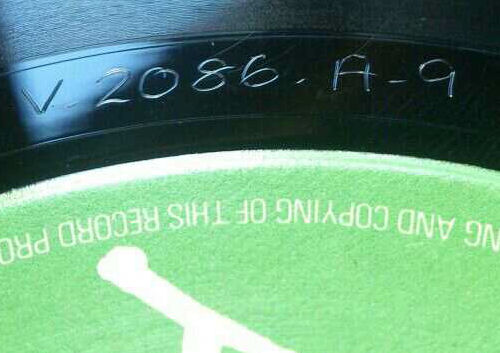 V.2086.A-9
NG AND COPYING OF THIS RECORD PRO